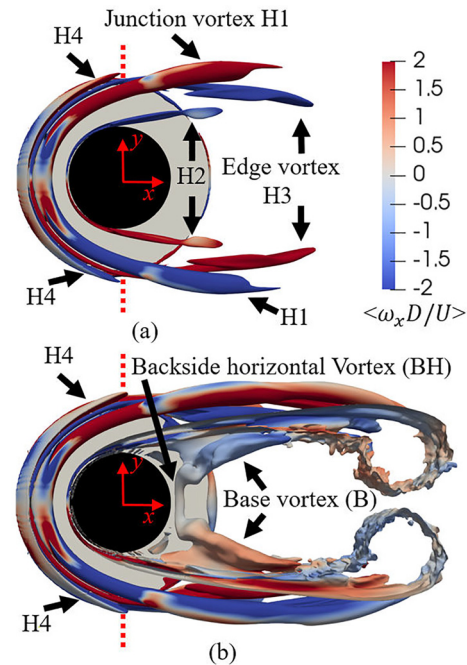 Junction vortex H1
H4
y
x
H2
Edge vortex
H3
H4
H1
2
1.5
1
0.5
0
-0.5
-1
-1.5
-2
<ω_x D/U>
(a)
H4
Backside horizontal Vortex (BH)
y
x
Base vortex (B)
H4
(b)